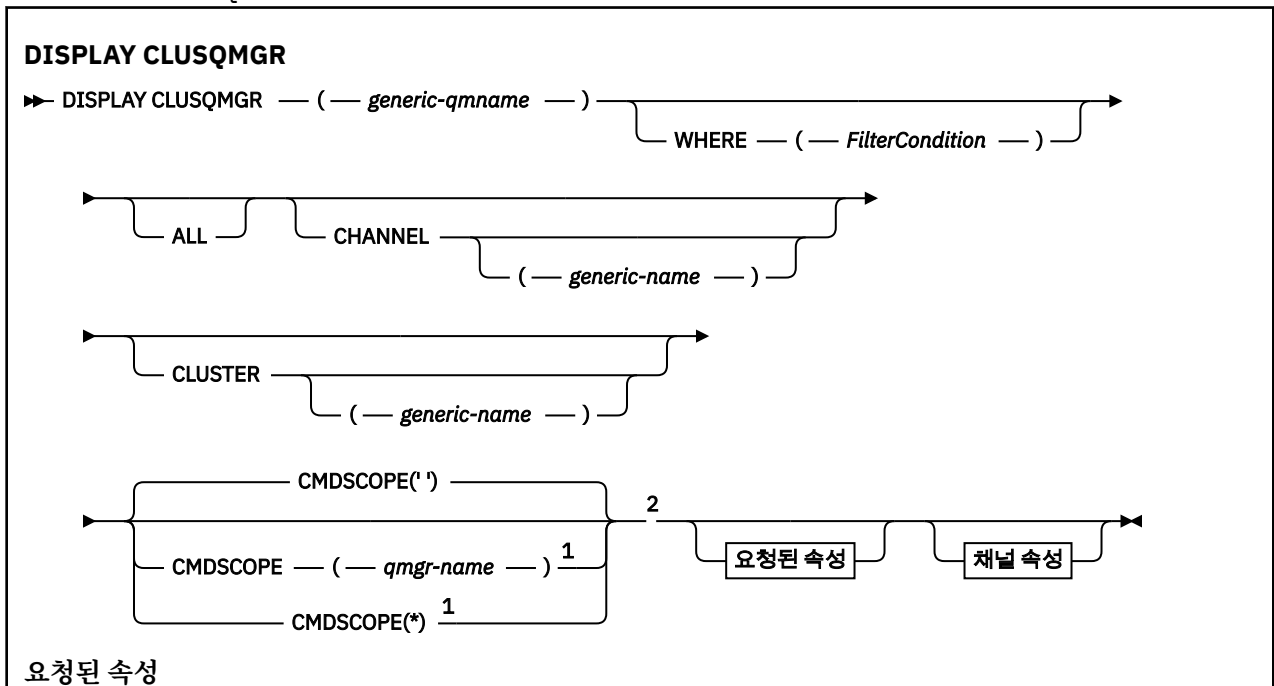 DISPLAY CLUSQMGR
DISPLAY CLUSQMGR ( generic-qmname )
WHERE ( FilterCondition )
ALL CHANNEL
( generic-name )
CLUSTER
( generic-name )
CMDSCOPE(' ')
2
CMDSCOPE ( qmgr-name ) 1
요청된 속성 채널 속성
CMDSCOPE(*) 1
요청된 속성